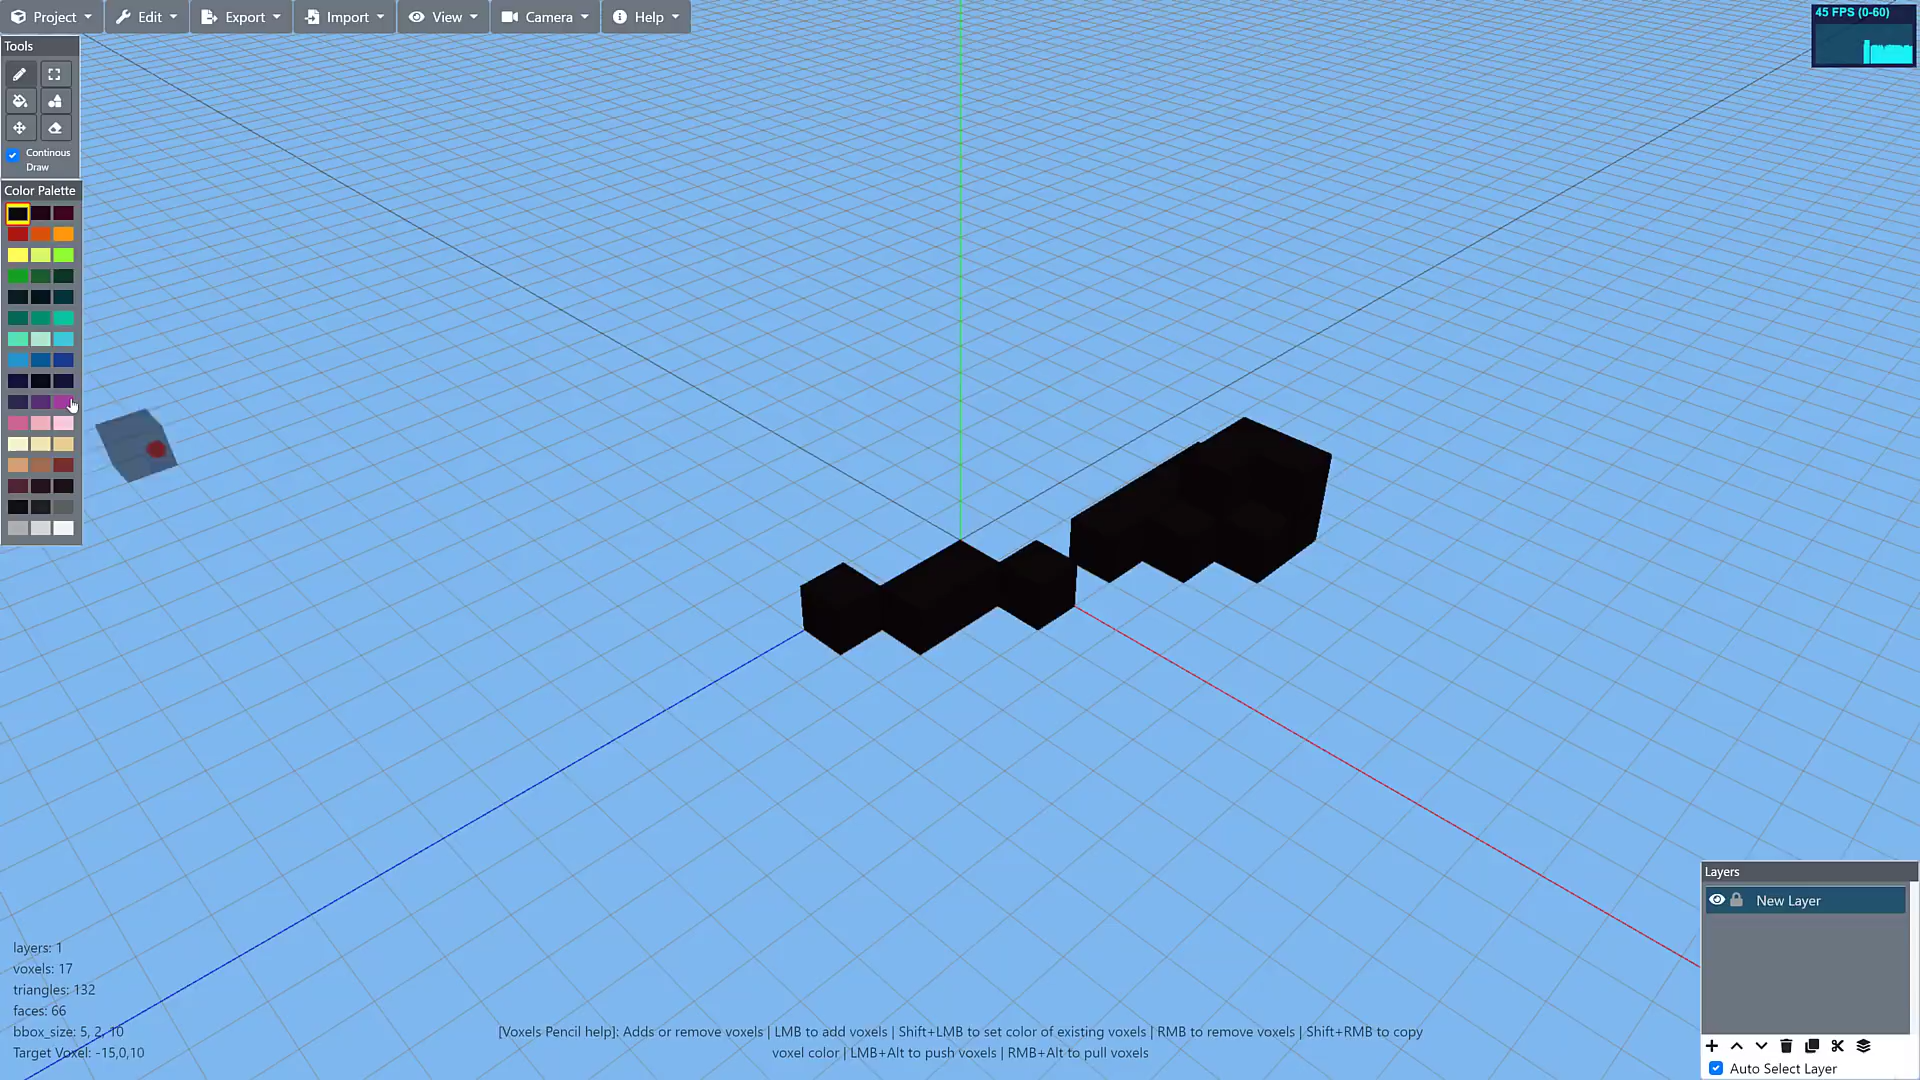 Project Edit Export Import View Camera Help
45 FPS (0-60)
Tools
Continous
Draw
Color Palette
Layers
New Layer
layers: 1
voxels: 17
triangles: 132
faces: 66
bbox_size: 5, 2, 10
Target Voxel: -15,0,10
[Voxels Pencil help]: Adds or remove voxels | LMB to add voxels | Shift+LMB to set color of existing voxels | RMB to remove voxels | Shift+RMB to copy
voxel color | LMB+Alt to push voxels | RMB+Alt to pull voxels
Auto Select Layer